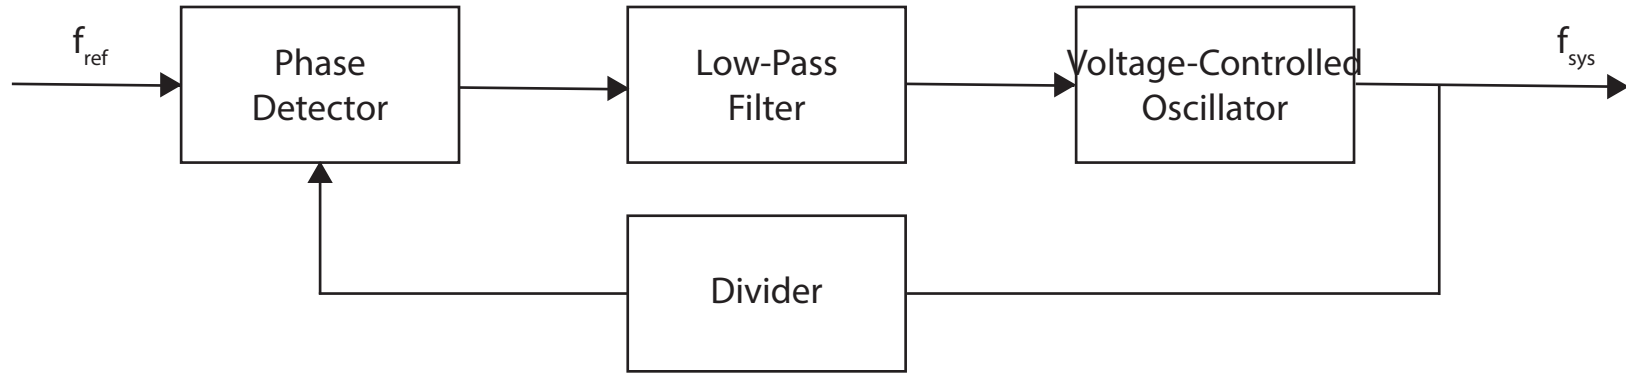 f_ref
Phase
Detector
Low-Pass
Filter
Voltage-Controlled
Oscillator
f_sys
Divider